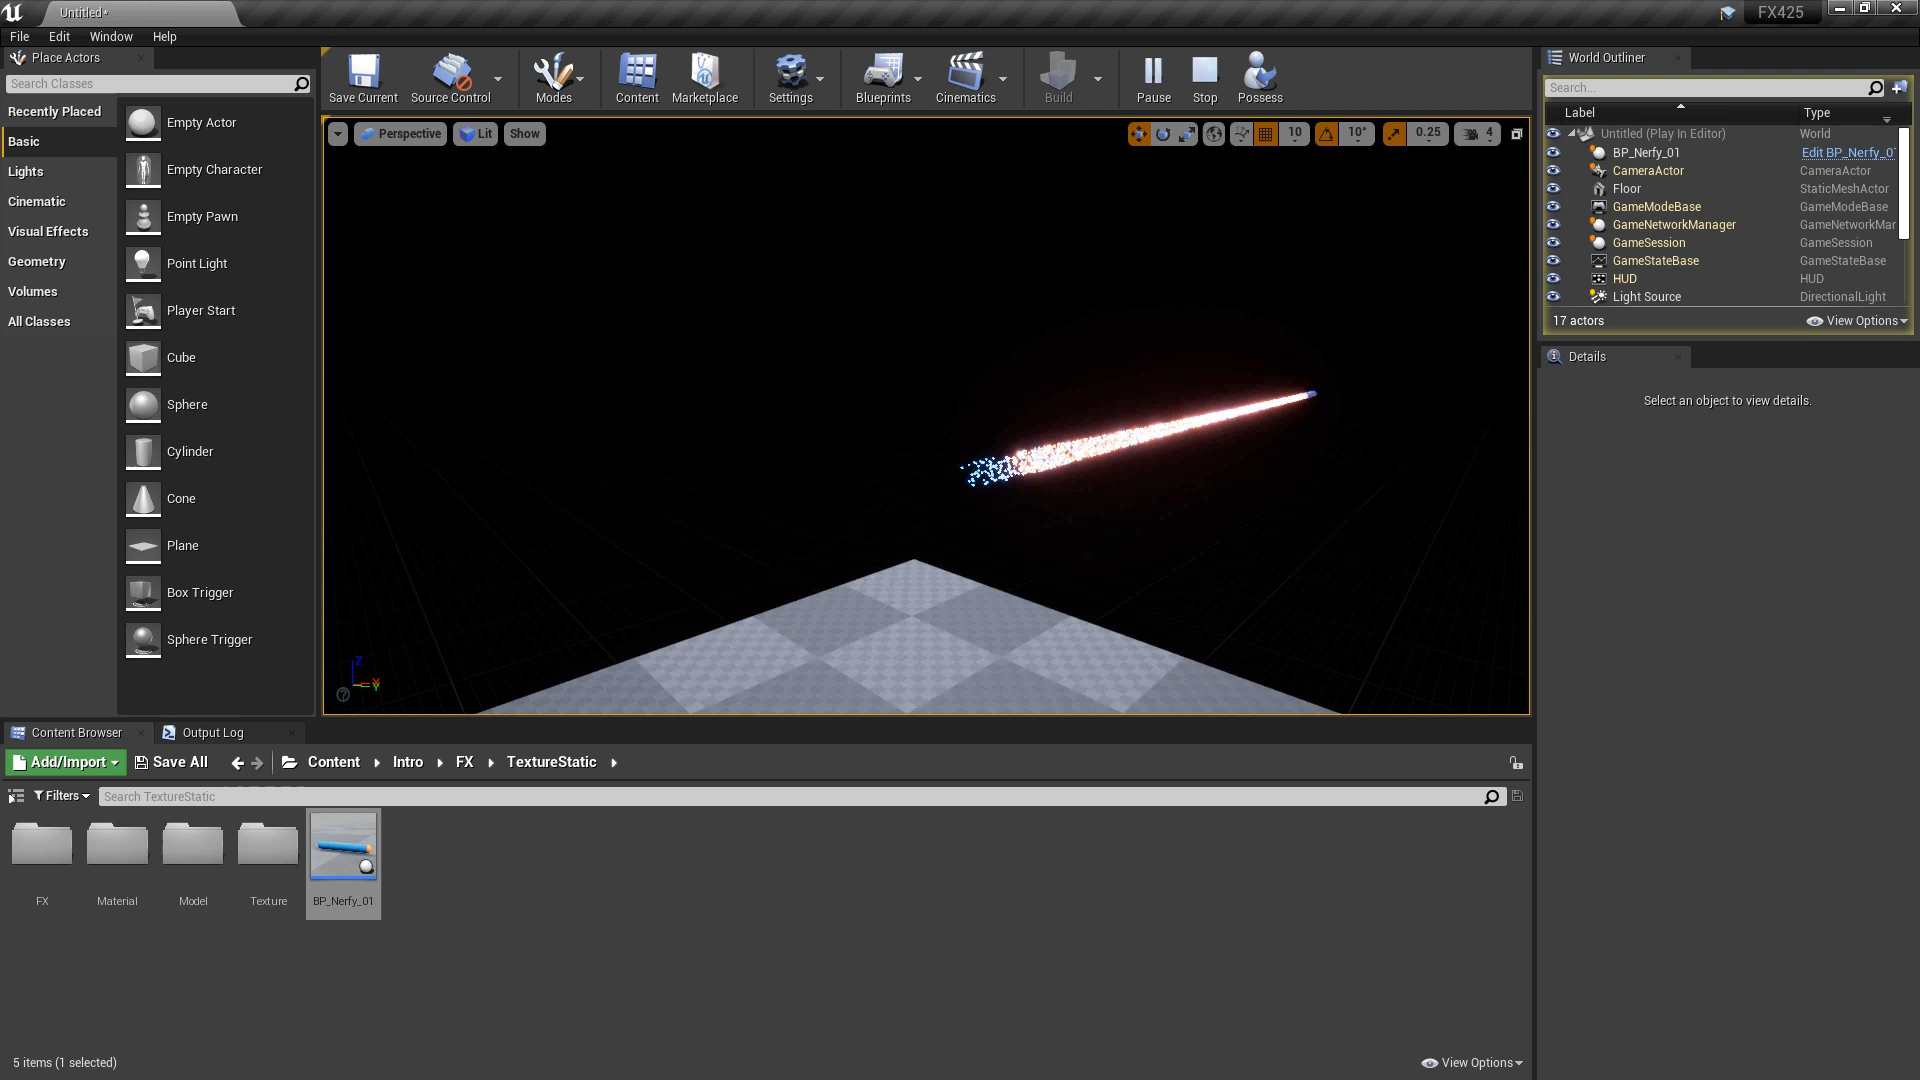 Untitled*
FX425
File Edit Window Help
Place Actors
Search Classes
Recently Placed
Basic
Lights
Cinematic
Visual Effects
Geometry
Volumes
All Classes
Empty Actor
Empty Character
Empty Pawn
Point Light
Player Start
Cube
Sphere
Cylinder
Cone
Plane
Box Trigger
Sphere Trigger
Save Current Source Control Modes Content Marketplace Settings Blueprints Cinematics Build Pause Stop Possess
Perspective Lit Show
10 10° 0.25 4
Z
Y
World Outliner
Search...
Label Type
Untitled (Play In Editor) World
BP_Nerfy_01 Edit BP_Nerfy_0
CameraActor CameraActor
Floor StaticMeshActor
GameModeBase GameModeBase
GameNetworkManager GameNetworkMar
GameSession GameSession
GameStateBase GameStateBase
HUD HUD
Light Source DirectionalLight
17 actors View Options
Details
Select an object to view details.
Content Browser Output Log
Add/Import Save All Content Intro FX TextureStatic
Filters Search TextureStatic
FX Material Model Texture BP_Nerfy_01
5 items (1 selected) View Options